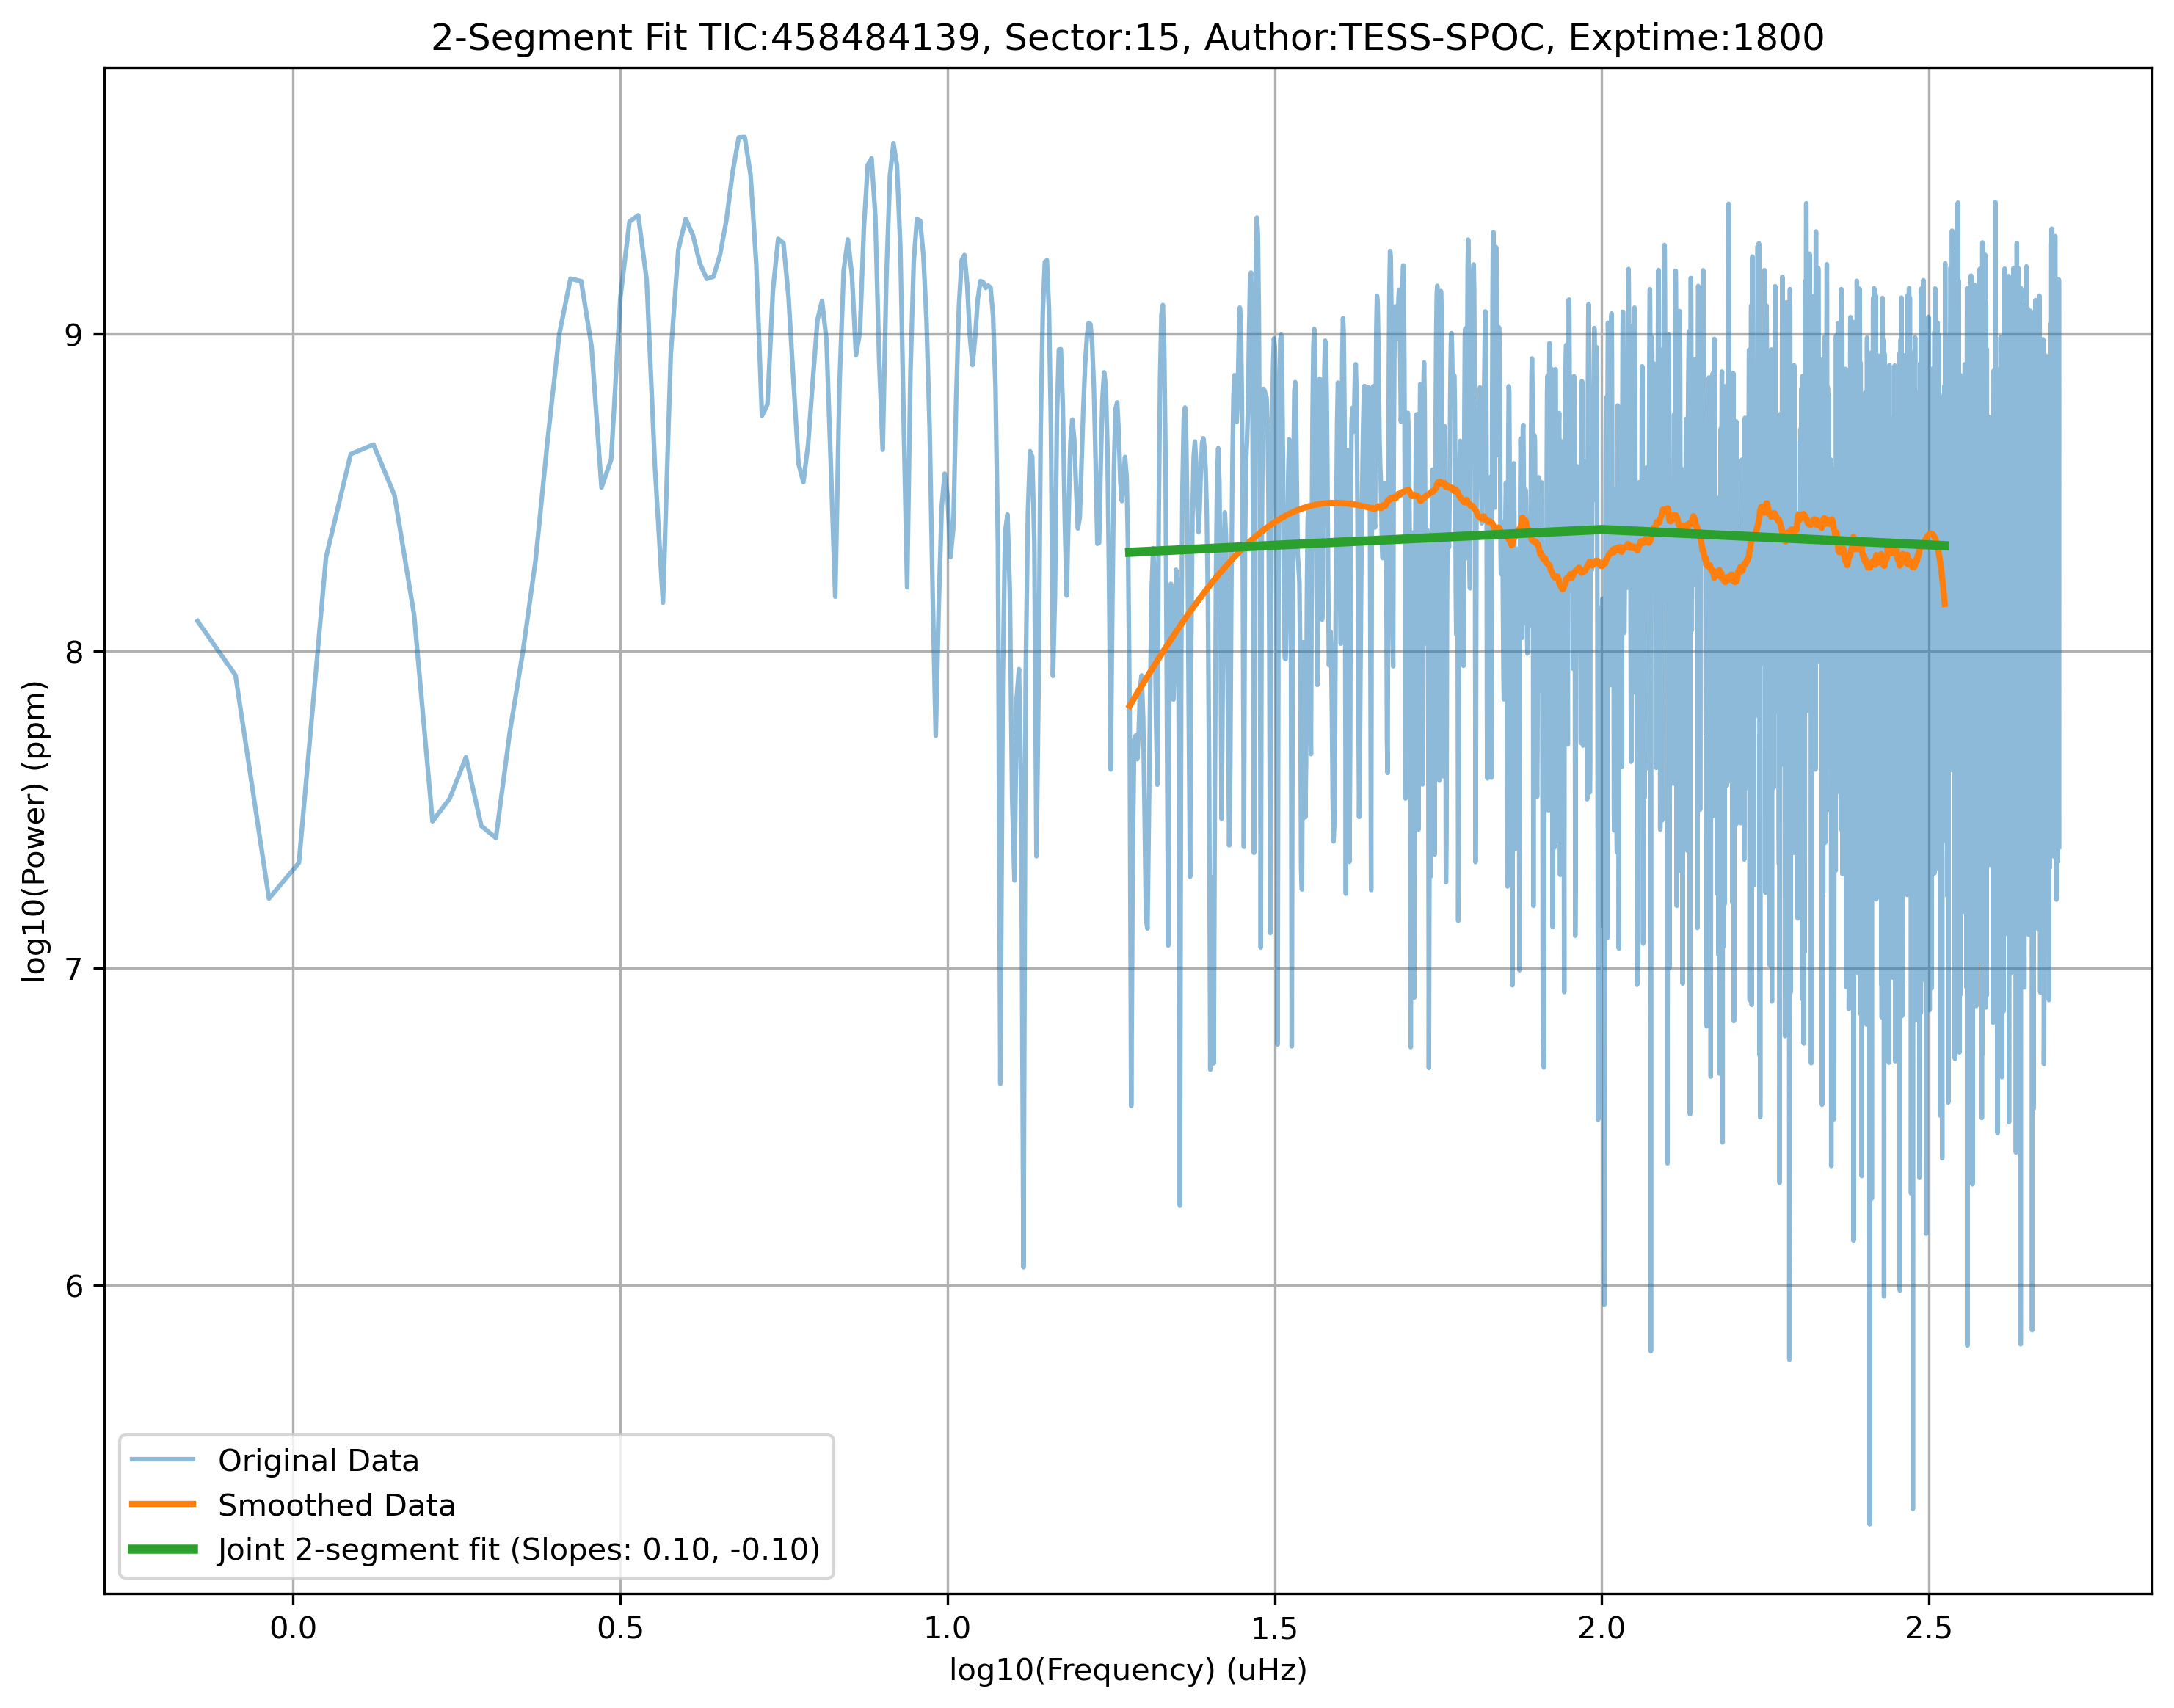 2-Segment Fit TIC:458484139, Sector:15, Author:TESS-SPOC, Exptime:1800
log10(Power) (ppm)
9
8
7
6
Original Data
Smoothed Data
Joint 2-segment fit (Slopes: 0.10, -0.10)
0.0 0.5 1.0 1.5 2.0 2.5
log10(Frequency) (uHz)